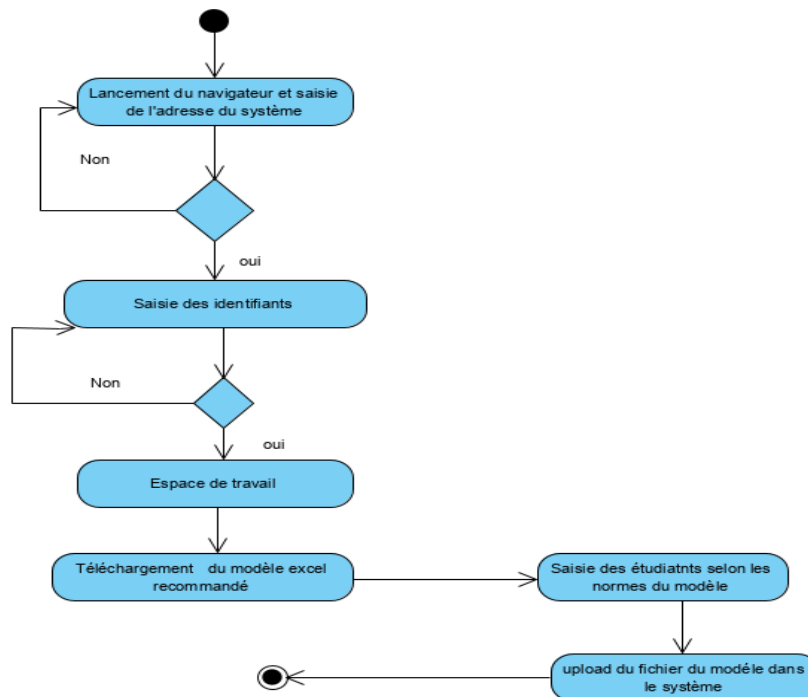 Lancement du navigateur et saisie
de l'adresse du système
Non
oui
Saisie des identifiants
Non
oui
Espace de travail
Téléchargement du modèle excel
recommandé
Saisie des étudiatnts selon les
normes du modèle
upload du fichier du modéle dans
le système